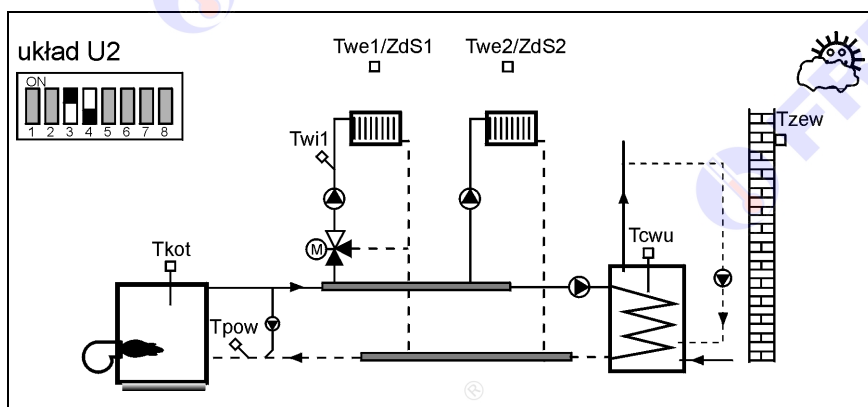 Twe1/ZdS1 Twe2/ZdS2
układ U2
ON
1 2 3 4 5 6 7 8
Twi1
Tzew
M
Tkot
Tcwu
Tpow
®